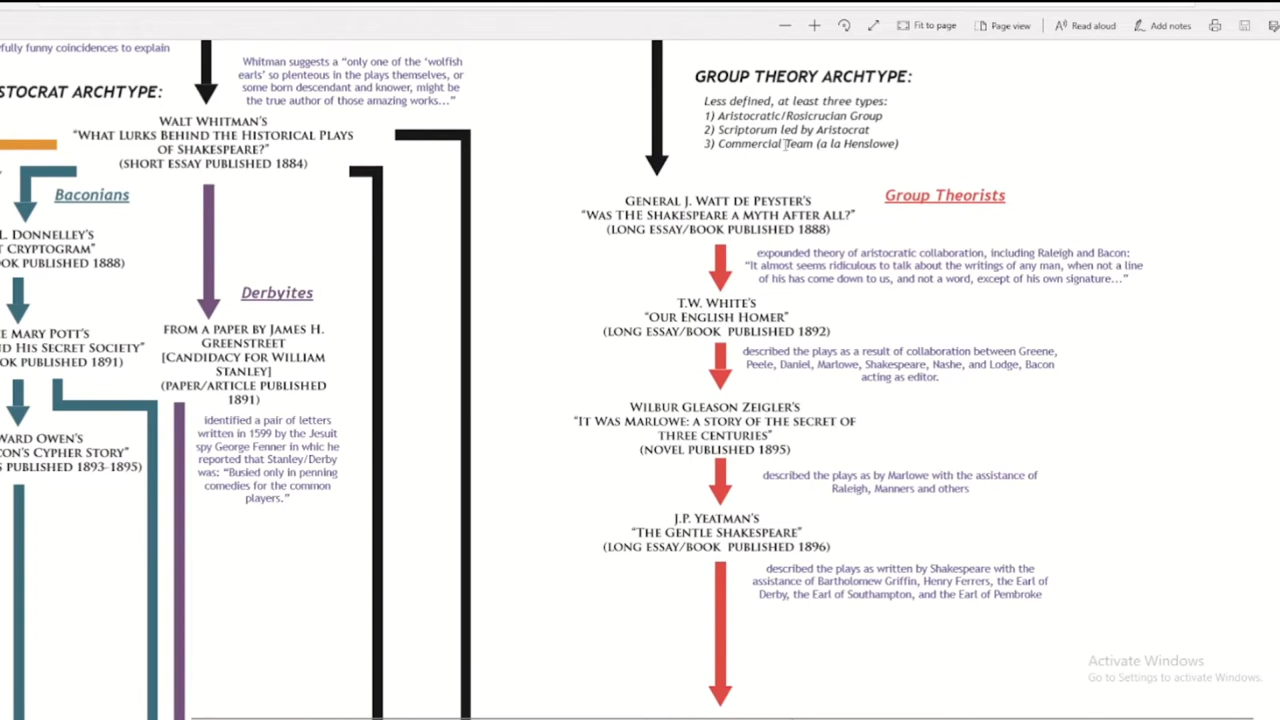 Fit to page
Page view
Read aloud
Add notes
fully funny coincidences to explain
STOCRAT ARCHTYPE:
Whitman suggests a “only one of the ‘wolfish
earls’ so plenteous in the plays themselves, or
some born descendant and knower, might be
the true author of those amazing works...”
WALT WHITMAN'S
“WHAT LURKS BEHIND THE HISTORICAL PLAYS
OF SHAKESPEARE?”
(SHORT ESSAY PUBLISHED 1884)
Baconians
L. DONNELLEY'S
T CRYPTOGRAM”
OOK PUBLISHED 1888)
E MARY POTT'S
ND HIS SECRET SOCIETY”
OK PUBLISHED 1891)
WARD OWEN'S
CON'S CYPHER STORY”
S PUBLISHED 1893-1895)
Derbyites
FROM A PAPER BY JAMES H.
GREENSTREET
[CANDIDACY FOR WILLIAM
STANLEY]
(PAPER/ARTICLE PUBLISHED
1891)
identified a pair of letters
written in 1599 by the Jesuit
spy George Fenner in whic he
reported that Stanley/Derby
was: “Busied only in penning
comedies for the common
players.”
GROUP THEORY ARCHTYPE:
Less defined, at least three types:
1) Aristocratic/Rosicrucian Group
2) Scriptorum led by Aristocrat
3) Commercial Team (a la Henslowe)
Group Theorists
GENERAL J. WATT DE PEYSTER'S
“WAS THE SHAKESPEARE A MYTH AFTER ALL?”
(LONG ESSAY/BOOK PUBLISHED 1888)
expounded theory of aristocratic collaboration, including Raleigh and Bacon:
“It almost seems ridiculous to talk about the writings of any man, when not a line
of his has come down to us, and not a word, except of his own signature...”
T.W. WHITE'S
“OUR ENGLISH HOMER”
(LONG ESSAY/BOOK PUBLISHED 1892)
described the plays as a result of collaboration between Greene,
Peele, Daniel, Marlowe, Shakespeare, Nashe, and Lodge, Bacon
acting as editor.
WILBUR GLEASON ZEIGLER'S
“IT WAS MARLOWE: A STORY OF THE SECRET OF
THREE CENTURIES”
(NOVEL PUBLISHED 1895)
described the plays as by Marlowe with the assistance of
Raleigh, Manners and others
J.P. YEATMAN'S
“THE GENTLE SHAKESPEARE”
(LONG ESSAY/BOOK PUBLISHED 1896)
described the plays as written by Shakespeare with the
assistance of Bartholomew Griffin, Henry Ferrers, the Earl of
Derby, the Earl of Southampton, and the Earl of Pembroke
Activate Windows
Go to Settings to activate Windows.